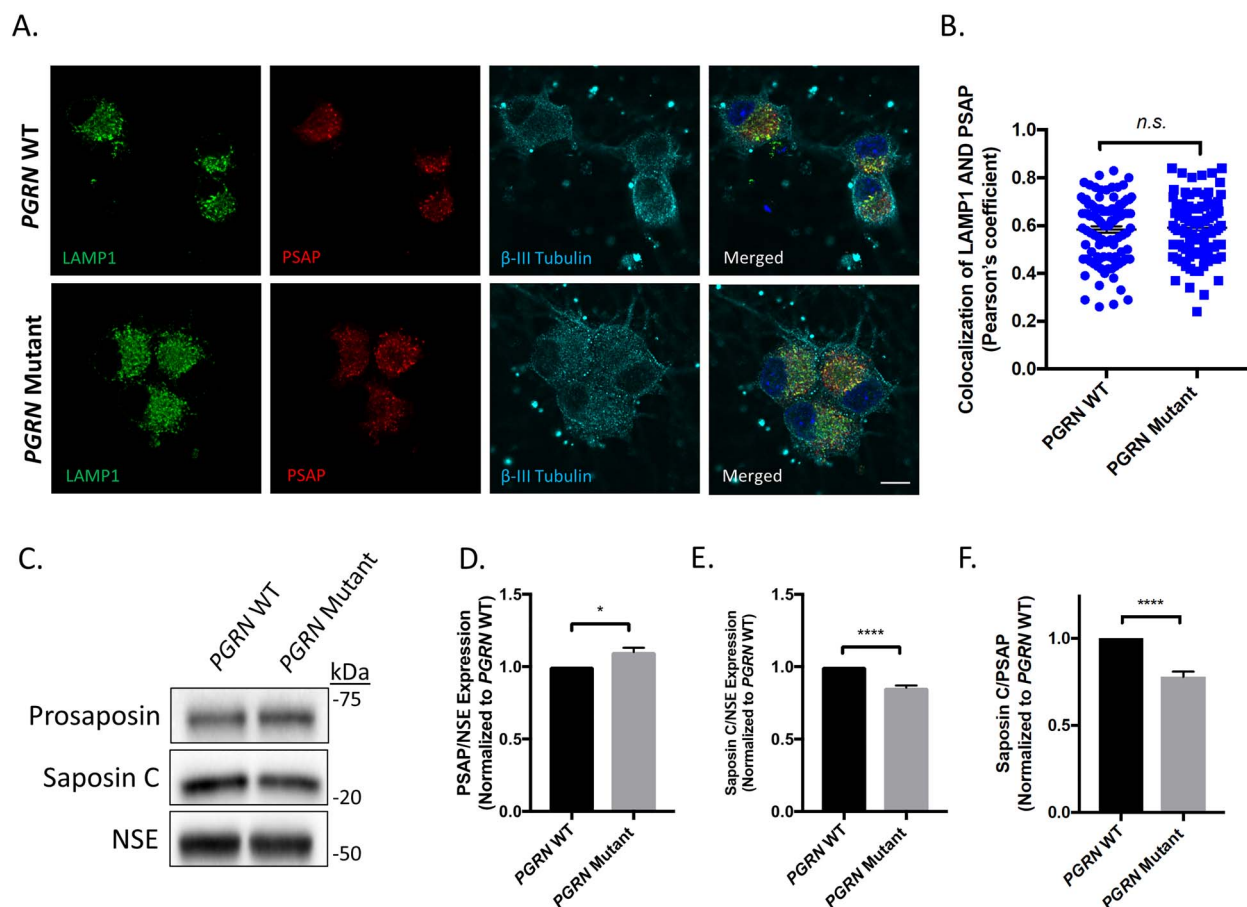 A.
PGRN WT
LAMP1
PSAP
β-III Tubulin
Merged
PGRN Mutant
LAMP1
PSAP
β-III Tubulin
Merged
B.
Colocalization of LAMP1 AND PSAP
(Pearson's coefficient)
1.0
0.8
0.6
0.4
0.2
0.0
n.s.
PGRN WT
PGRN Mutant
C.
PGRN WT
PGRN Mutant
kDa
Prosaposin
-75
Saposin C
-20
NSE
-50
D.
PSAP/NSE Expression
(Normalized to PGRN WT)
1.5
1.0
0.5
0.0
*
PGRN WT
PGRN Mutant
E.
Saposin C/NSE Expression
(Normalized to PGRN WT)
1.5
1.0
0.5
0.0
****
PGRN WT
PGRN Mutant
F.
Saposin C/PSAP
(Normalized to PGRN WT)
1.0
0.5
0.0
****
PGRN WT
PGRN Mutant